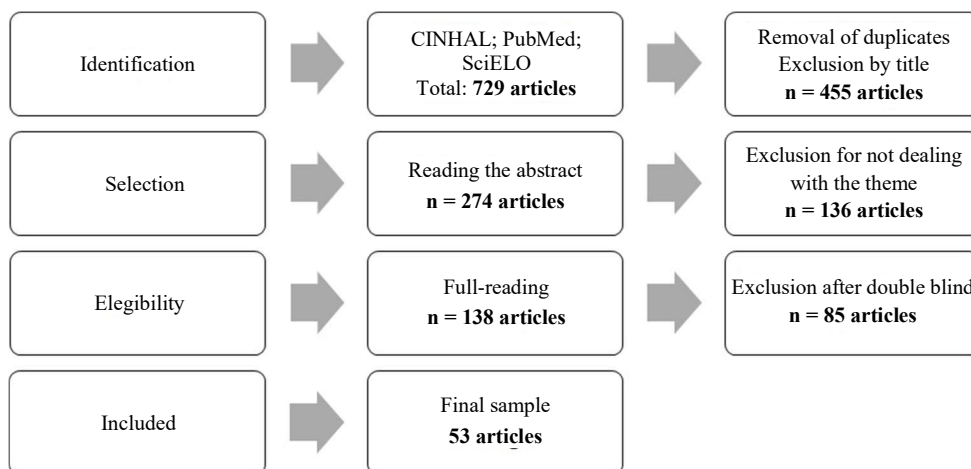 Identification
CINHAL; PubMed;
SciELO
Total: 729 articles
Removal of duplicates
Exclusion by title
n = 455 articles
Selection
Reading the abstract
n = 274 articles
Exclusion for not dealing
with the theme
n = 136 articles
Elegibility
Full-reading
n = 138 articles
Exclusion after double blind
n = 85 articles
Included
Final sample
53 articles